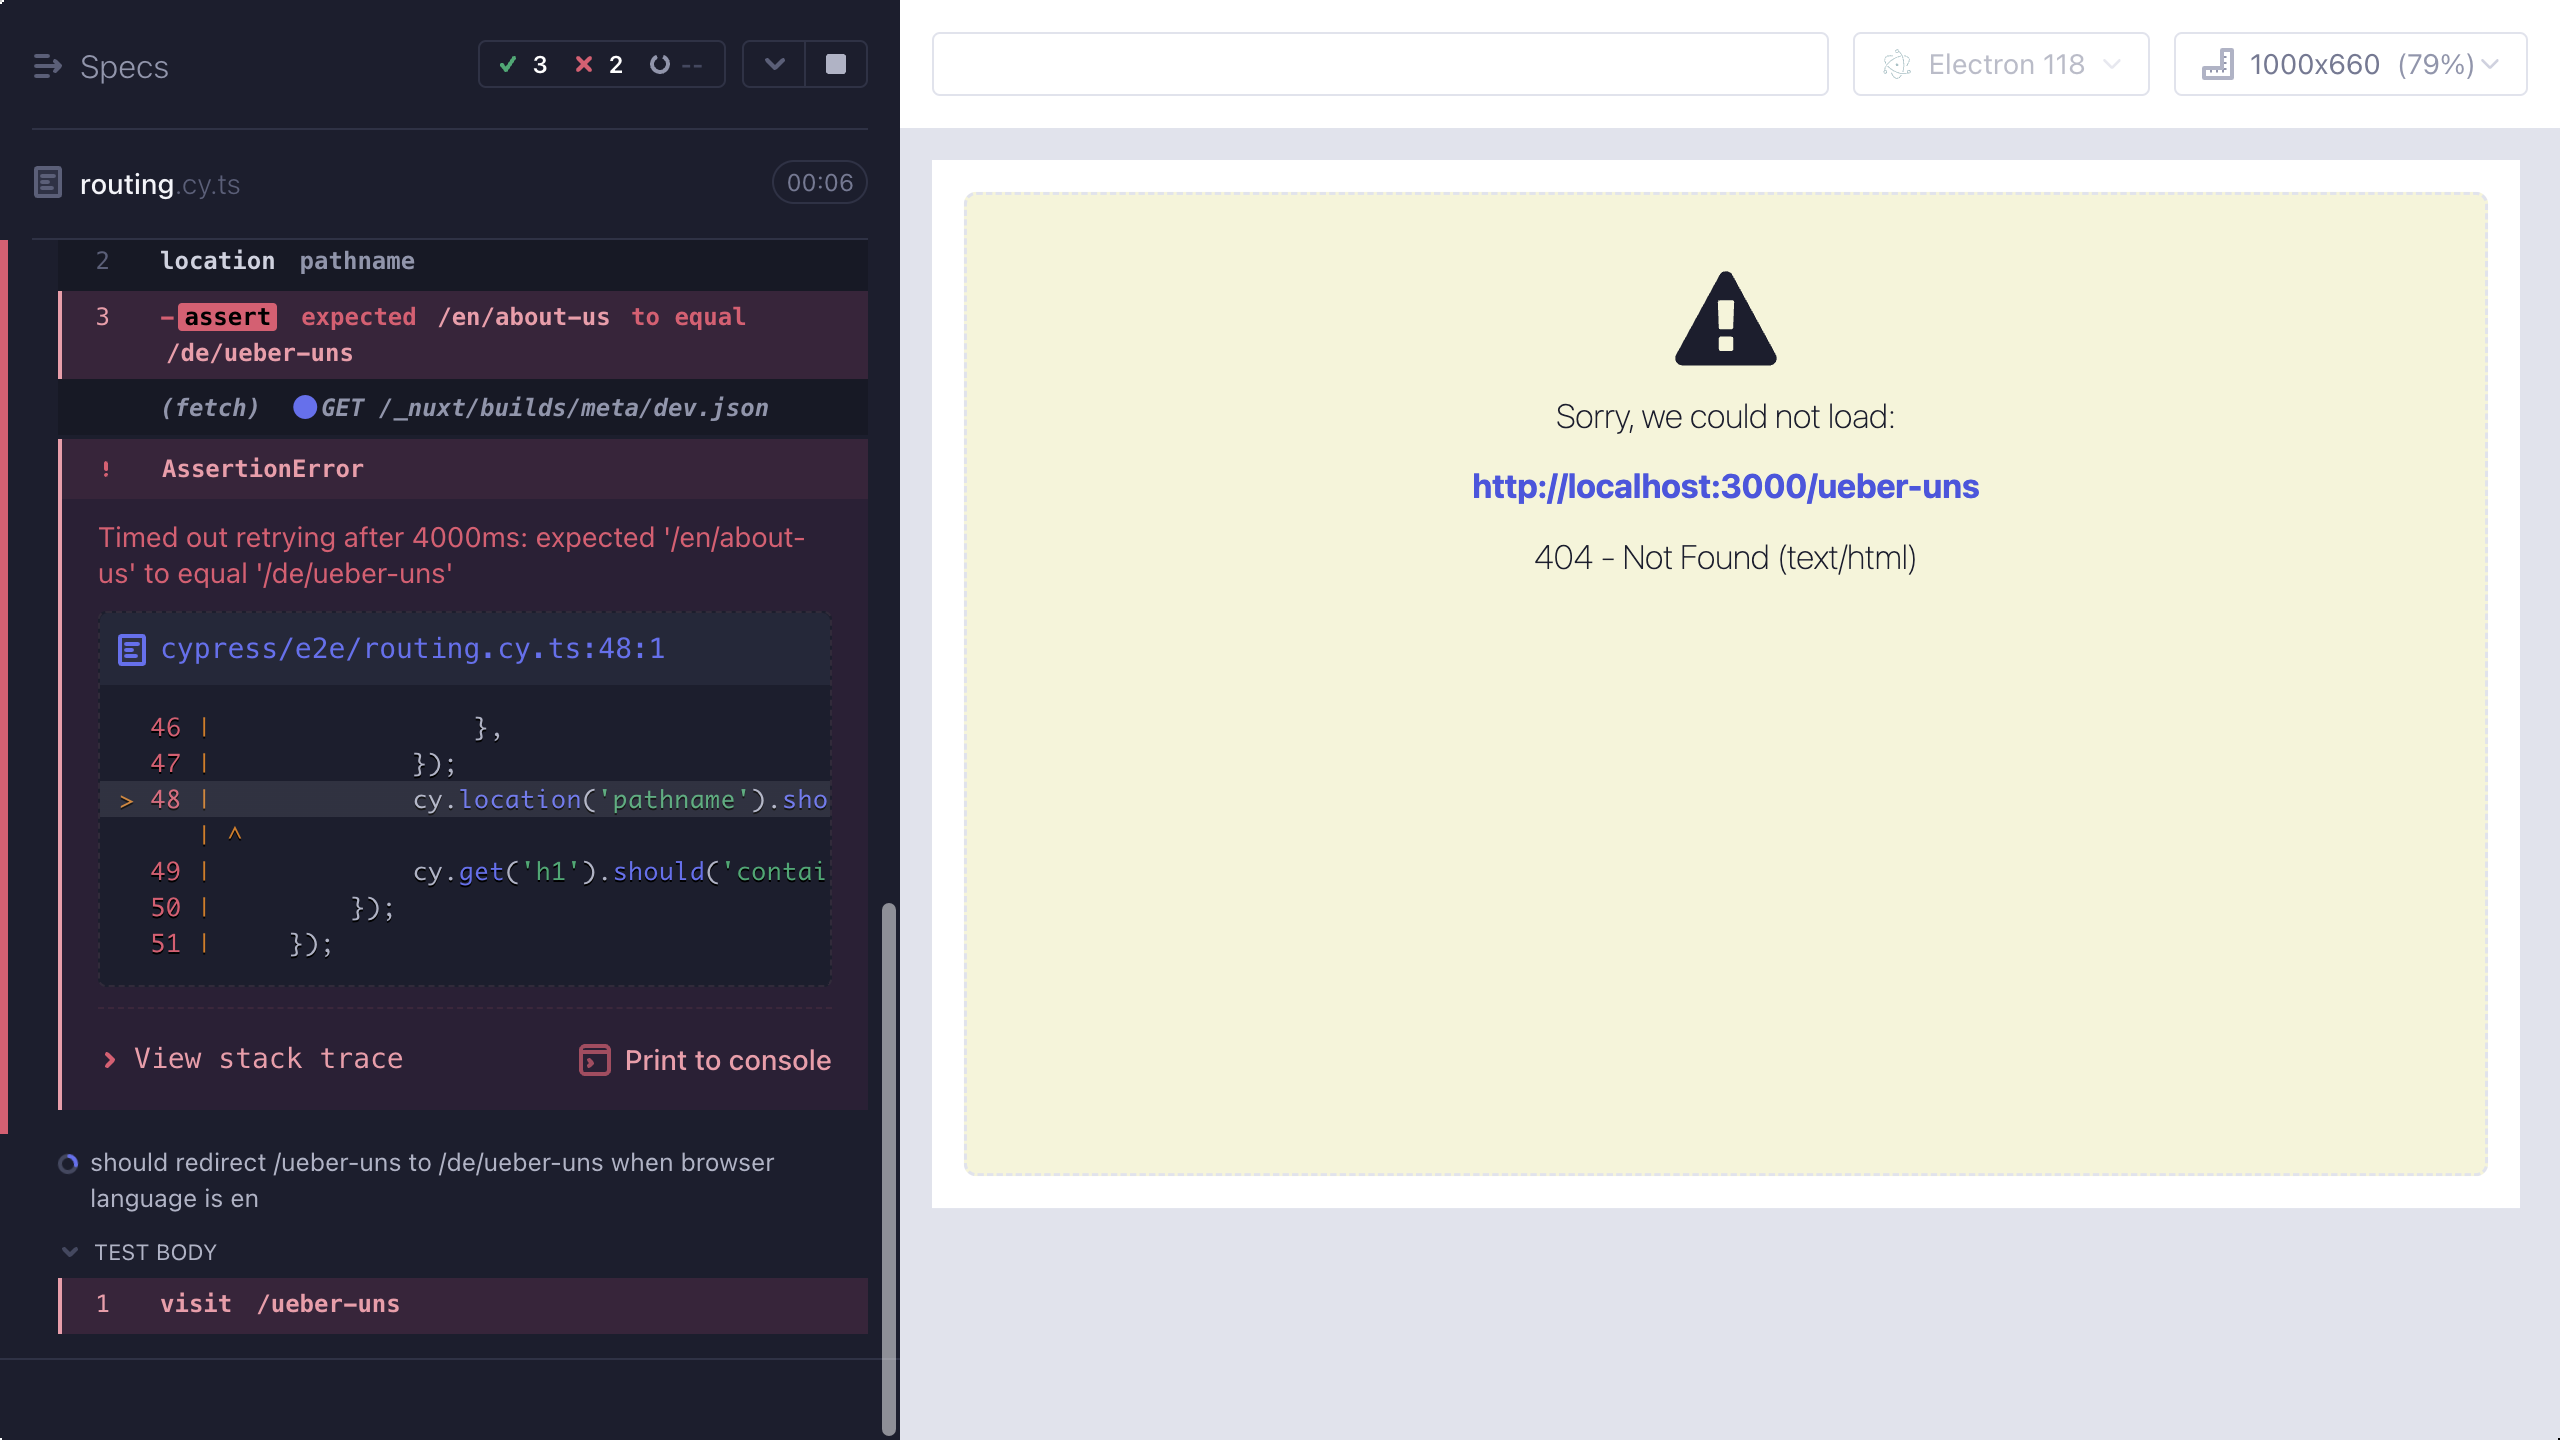 Specs
3 2 --
routing.cy.ts 00:06
2 location pathname
3 -assert expected /en/about-us to equal
/de/ueber-uns
(fetch) GET /_nuxt/builds/meta/dev.json
! AssertionError
Timed out retrying after 4000ms: expected '/en/about-
us' to equal '/de/ueber-uns'
cypress/e2e/routing.cy.ts:48:1
46 | },
47 | });
> 48 | cy.location('pathname').sho
| ^
49 | cy.get('h1').should('contai
50 | });
51 | });
View stack trace
Print to console
should redirect /ueber-uns to /de/ueber-uns when browser
language is en
TEST BODY
1 visit /ueber-uns
Electron 118
1000x660 (79%)
Sorry, we could not load:
http://localhost:3000/ueber-uns
404 - Not Found (text/html)